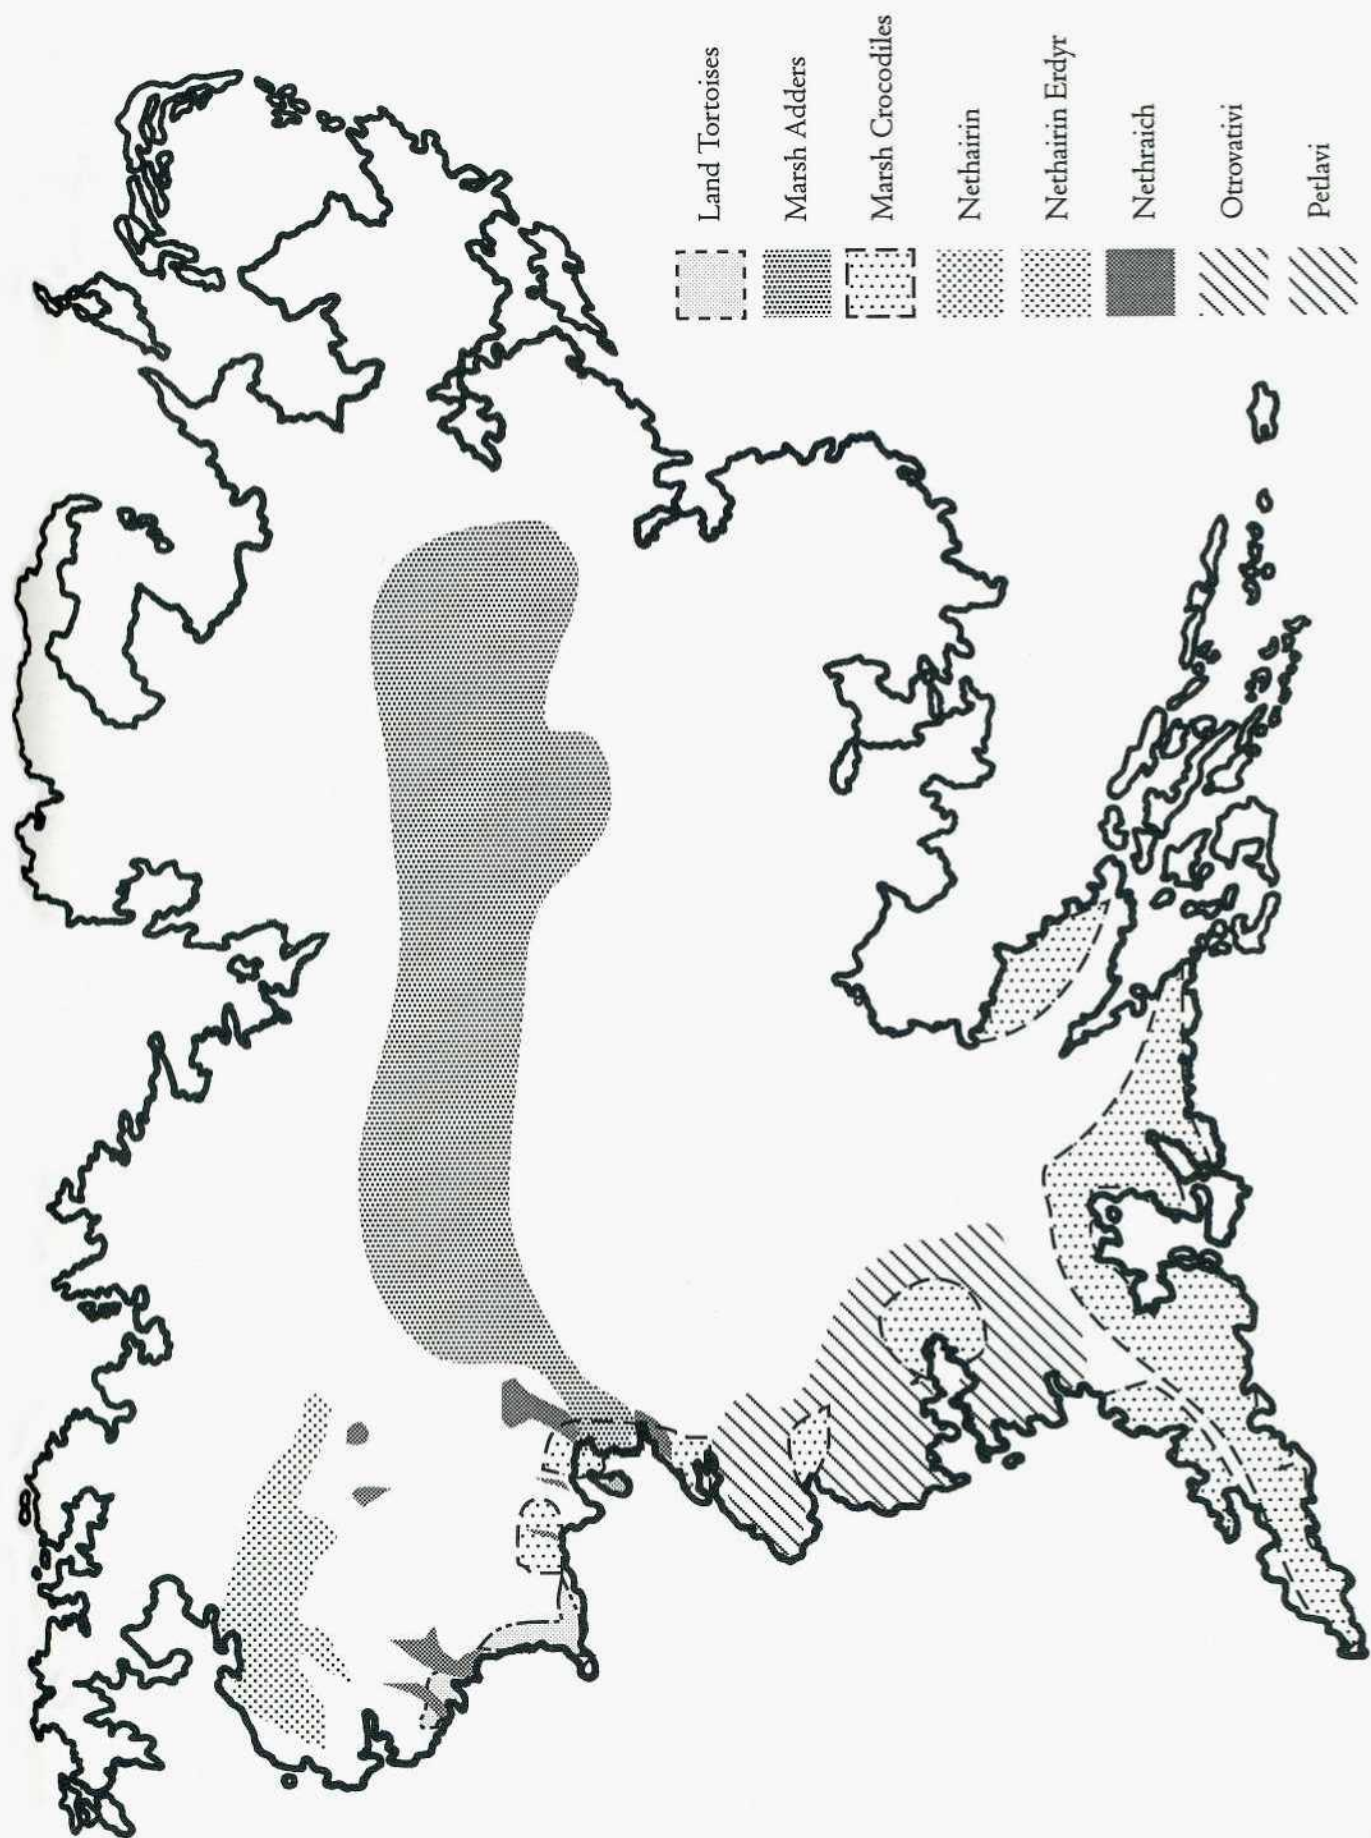 Land Tortoises
Marsh Adders
Marsh Crocodiles
Nethairin
Nethairin Erdyr
Nethraich
Otrovativi
Petlavi